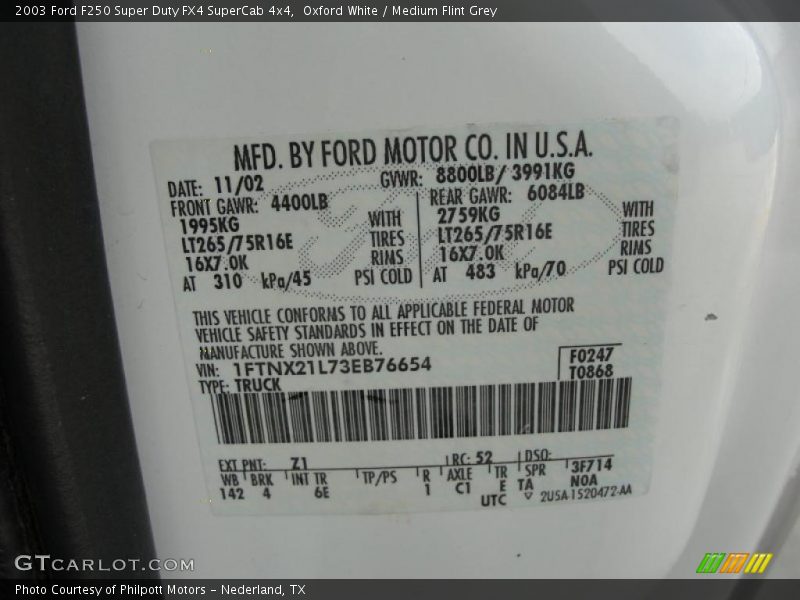 2003 Ford F250 Super Duty FX4 SuperCab 4x4, Oxford White / Medium Flint Grey
MFD. BY FORD MOTOR CO. IN U.S.A.
DATE: 11/02 GVWR: 8800LB/ 3991KG
FRONT GAWR: 4400LB REAR GAWR: 6084LB
1995KG WITH 2759KG WITH
LT265/75R16E TIRES LT265/75R16E TIRES
16X7.0K RIMS 16X7.0K RIMS
AT 310 kPa/45 PSI COLD AT 483 kPa/70 PSI COLD
THIS VEHICLE CONFORMS TO ALL APPLICABLE FEDERAL MOTOR
VEHICLE SAFETY STANDARDS IN EFFECT ON THE DATE OF
MANUFACTURE SHOWN ABOVE.
VIN: 1FTNX21L73EB76654 F0247
TYPE: TRUCK T0868
EXT PNT: Z1 RC: 52 DSO:
WB BRK INT TR TP/PS R AXLE TR SPR 3F714
142 4 6E 1 C1 E TA NOA
UTC 2U5A-1520472-AA
GTCARLOT.COM
Photo Courtesy of Philpott Motors - Nederland, TX